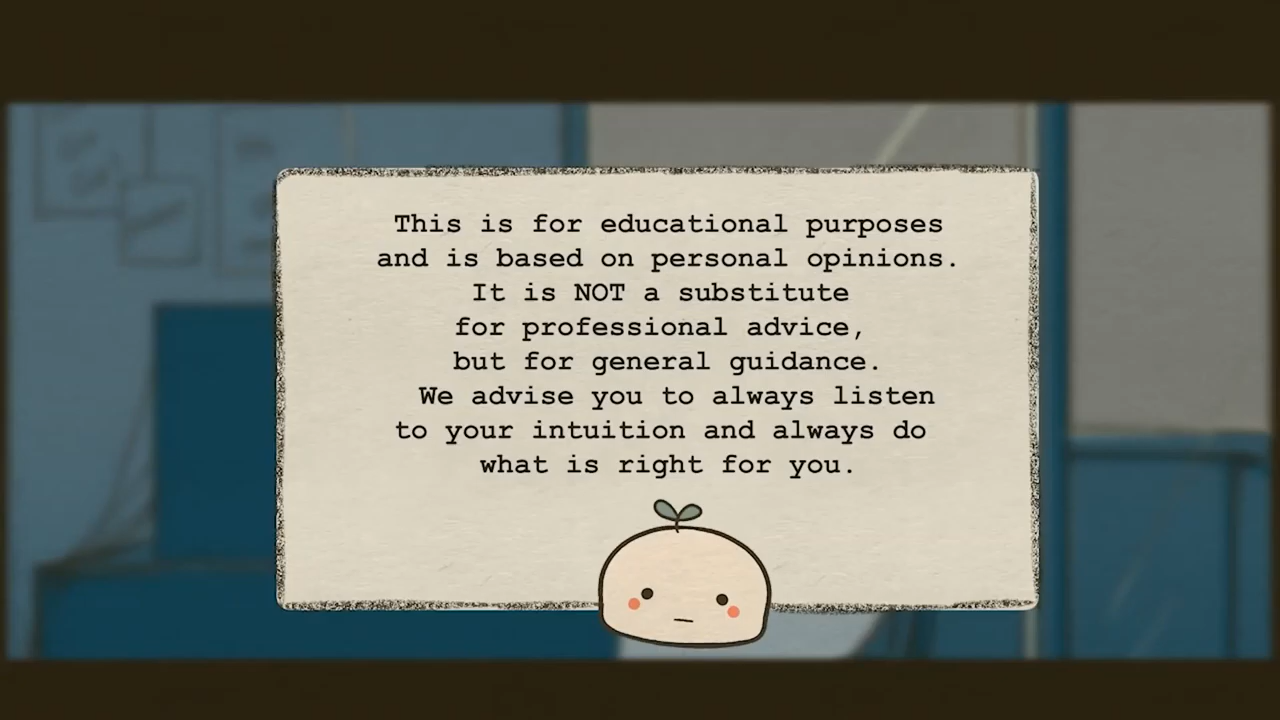 This is for educational purposes
and is based on personal opinions.
It is NOT a substitute
for professional advice,
but for general guidance.
We advise you to always listen
to your intuition and always do
what is right for you.